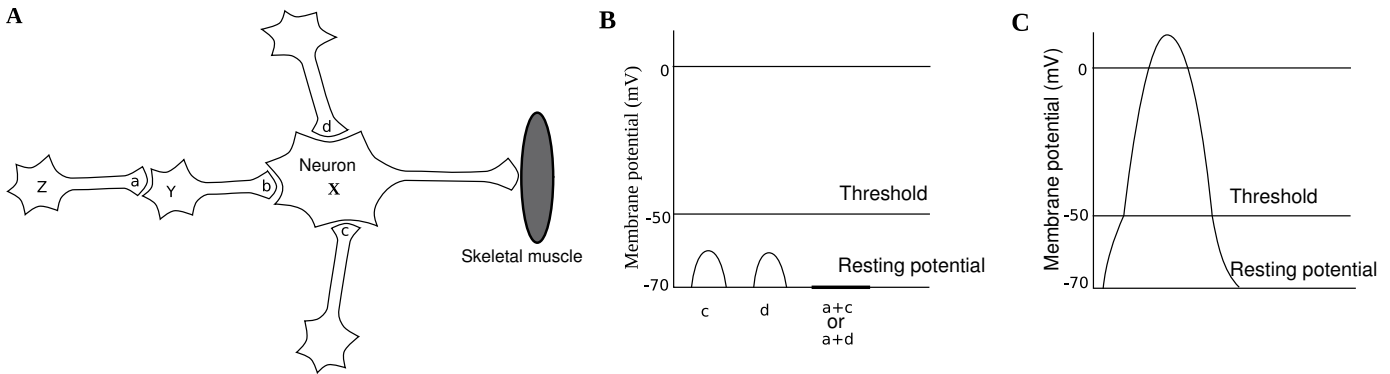 A
d
Neuron
X
Z
a
Y
b
c
Skeletal muscle
B
Membrane potential (mV)
0
Threshold
-50
Resting potential
-70
c
d
a+c
or
a+d
C
Membrane potential (mV)
0
Threshold
-50
Resting potential
-70